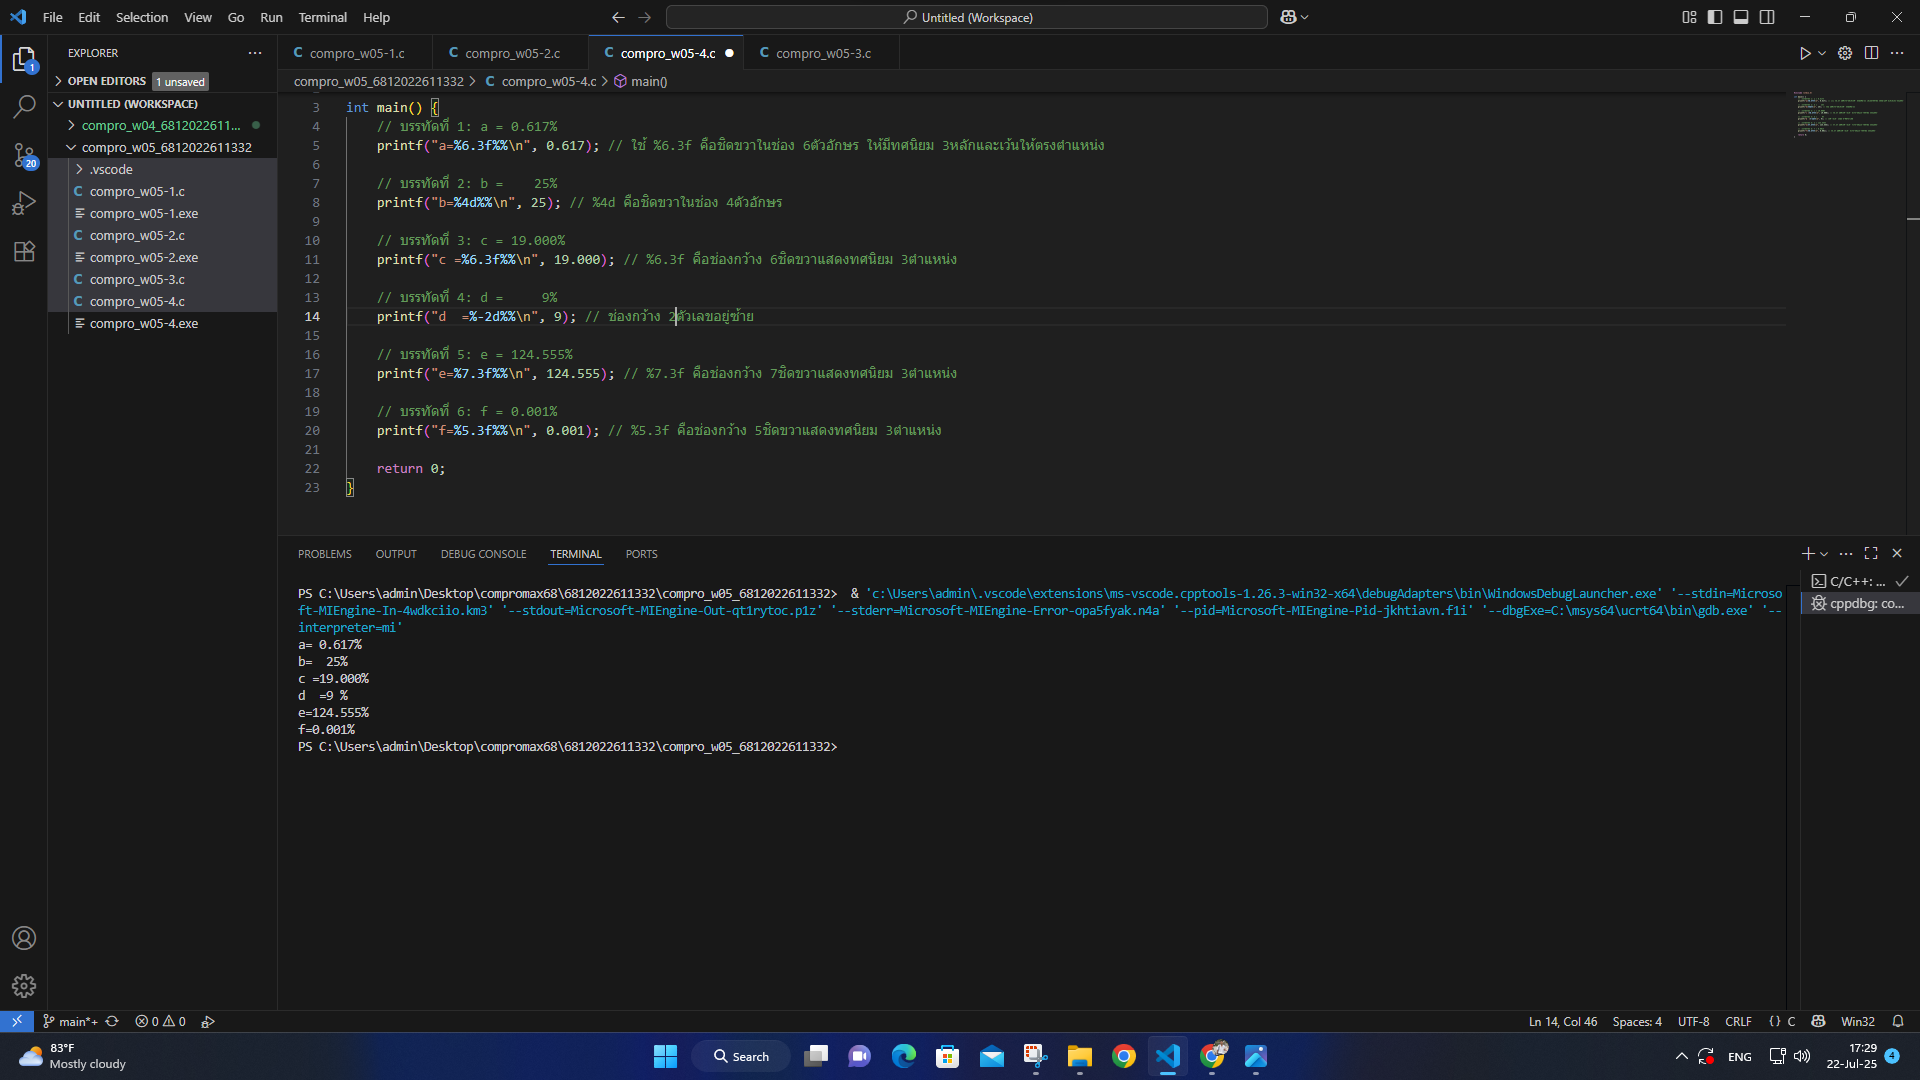 File Edit Selection View Go Run Terminal Help
Untitled (Workspace)
EXPLORER
OPEN EDITORS 1 unsaved
UNTITLED (WORKSPACE)
compro_w04_6812022611...
compro_w05_6812022611332
.vscode
compro_w05-1.c
compro_w05-1.exe
compro_w05-2.c
compro_w05-2.exe
compro_w05-3.c
compro_w05-4.c
compro_w05-4.exe
1
20
compro_w05-1.c compro_w05-2.c compro_w05-4.c compro_w05-3.c
compro_w05_6812022611332 > C compro_w05-4.c > main()
3 int main() {
4 // บรรทัดที่ 1: a = 0.617%
5 printf("a=%6.3f%%\n", 0.617); // ใช้ %6.3f คือชิดขวาในช่อง 6ตัวอักษร ให้มีทศนิยม 3หลักและเว้นให้ตรงตำแหน่ง
6
7 // บรรทัดที่ 2: b =    25%
8 printf("b=%4d%%\n", 25); // %4d คือชิดขวาในช่อง 4ตัวอักษร
9
10 // บรรทัดที่ 3: c = 19.000%
11 printf("c =%6.3f%%\n", 19.000); // %6.3f คือช่องกว้าง 6ชิดขวาแสดงทศนิยม 3ตำแหน่ง
12
13 // บรรทัดที่ 4: d =     9%
14 printf("d  =%-2d%%\n", 9); // ช่องกว้าง 2ตัวเลขอยู่ซ้าย
15
16 // บรรทัดที่ 5: e = 124.555%
17 printf("e=%7.3f%%\n", 124.555); // %7.3f คือช่องกว้าง 7ชิดขวาแสดงทศนิยม 3ตำแหน่ง
18
19 // บรรทัดที่ 6: f = 0.001%
20 printf("f=%5.3f%%\n", 0.001); // %5.3f คือช่องกว้าง 5ชิดขวาแสดงทศนิยม 3ตำแหน่ง
21
22 return 0;
23 }
PROBLEMS OUTPUT DEBUG CONSOLE TERMINAL PORTS
PS C:\Users\admin\Desktop\compromax68\6812022611332\compro_w05_6812022611332>  & 'c:\Users\admin\.vscode\extensions\ms-vscode.cpptools-1.26.3-win32-x64\debugAdapters\bin\WindowsDebugLauncher.exe' '--stdin=Microso
ft-MIEngine-In-4wdkciio.km3' '--stdout=Microsoft-MIEngine-Out-qt1rytoc.p1z' '--stderr=Microsoft-MIEngine-Error-opa5fyak.n4a' '--pid=Microsoft-MIEngine-Pid-jkhtiavn.f1i' '--dbgExe=C:\msys64\ucrt64\bin\gdb.exe' '--
interpreter=mi'
a= 0.617%
b=  25%
c =19.000%
d  =9 %
e=124.555%
f=0.001%
PS C:\Users\admin\Desktop\compromax68\6812022611332\compro_w05_6812022611332>
C/C++: ...
cppdbg: co...
main*+ 0 0
Ln 14, Col 46 Spaces: 4 UTF-8 CRLF {} C Win32
83°F
Mostly cloudy
Search
ENG
17:29
22-Jul-25
4